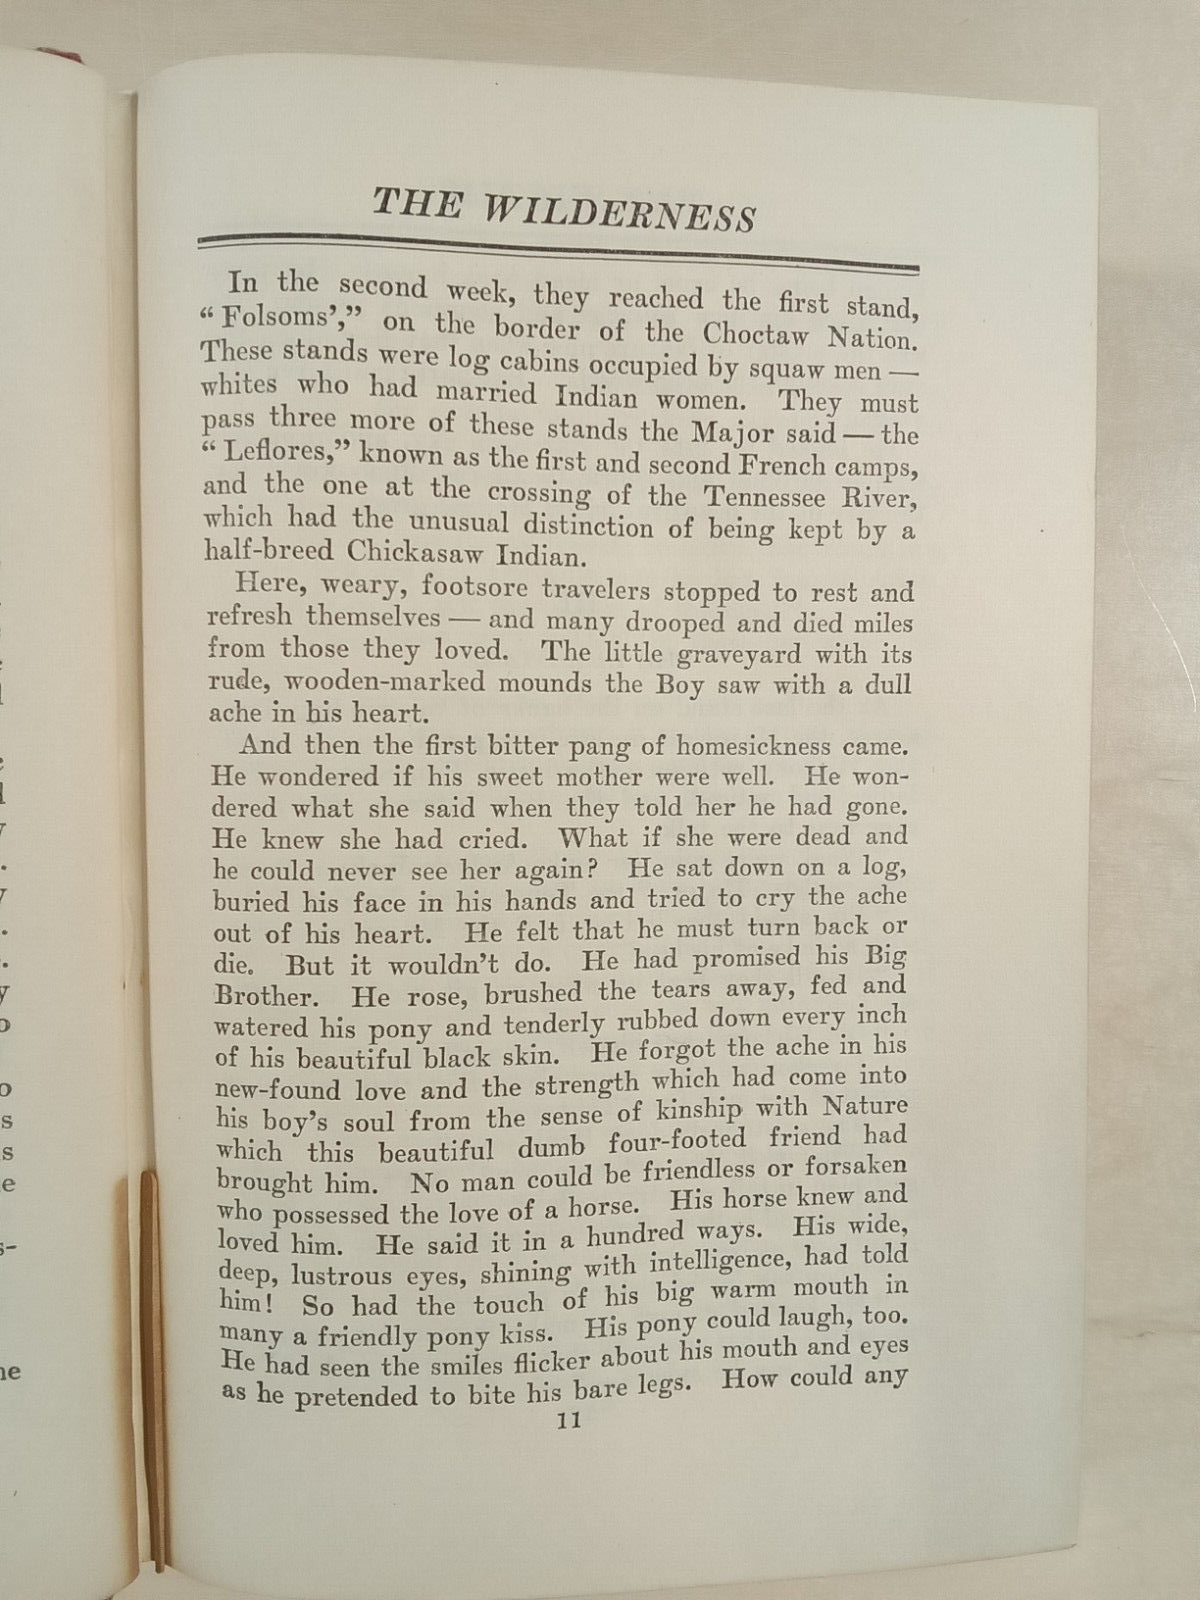 THE WILDERNESS
In the second week, they reached the first stand,
“Folsoms’,” on the border of the Choctaw Nation.
These stands were log cabins occupied by squaw men —
whites who had married Indian women. They must
pass three more of these stands the Major said — the
“Leflores,” known as the first and second French camps,
and the one at the crossing of the Tennessee River,
which had the unusual distinction of being kept by a
half-breed Chickasaw Indian.
Here, weary, footsore travelers stopped to rest and
refresh themselves — and many drooped and died miles
from those they loved. The little graveyard with its
rude, wooden-marked mounds the Boy saw with a dull
ache in his heart.
And then the first bitter pang of homesickness came.
He wondered if his sweet mother were well. He won-
dered what she said when they told her he had gone.
He knew she had cried. What if she were dead and
he could never see her again? He sat down on a log,
buried his face in his hands and tried to cry the ache
out of his heart. He felt that he must turn back or
die. But it wouldn’t do. He had promised his Big
Brother. He rose, brushed the tears away, fed and
watered his pony and tenderly rubbed down every inch
of his beautiful black skin. He forgot the ache in his
new-found love and the strength which had come into
his boy’s soul from the sense of kinship with Nature
which this beautiful dumb four-footed friend had
brought him. No man could be friendless or forsaken
who possessed the love of a horse. His horse knew and
loved him. He said it in a hundred ways. His wide,
deep, lustrous eyes, shining with intelligence, had told
him! So had the touch of his big warm mouth in
many a friendly pony kiss. His pony could laugh, too.
He had seen the smiles flicker about his mouth and eyes
as he pretended to bite his bare legs. How could any
11